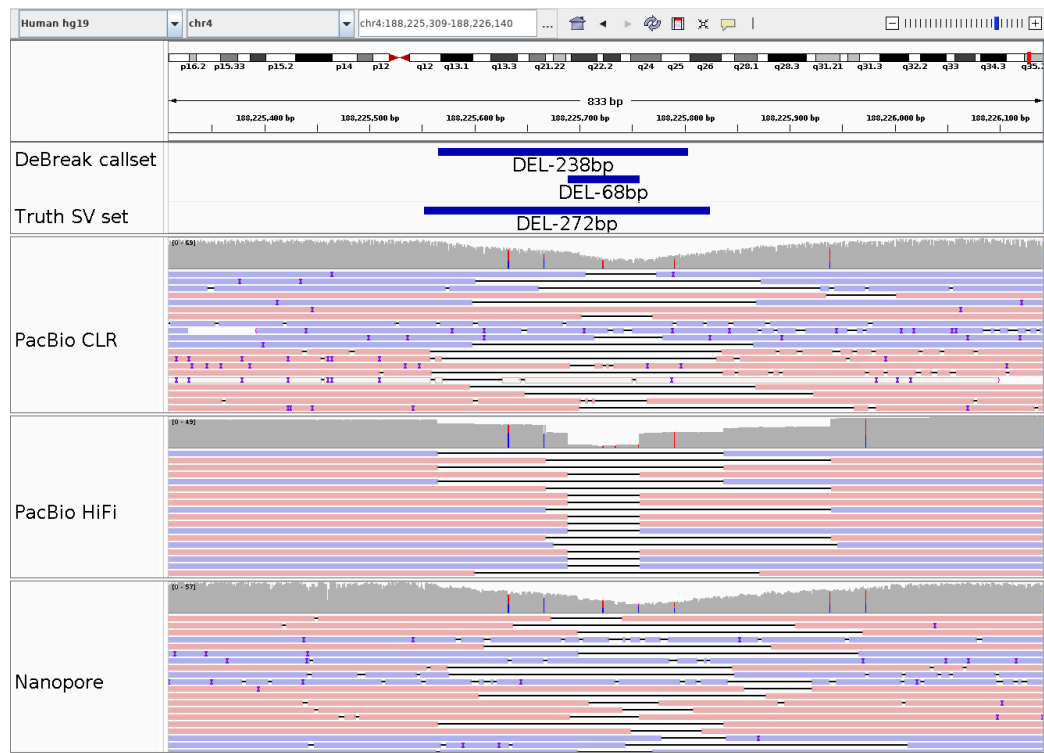 Human hg19 chr4 chr4:188,225,309-188,226,140 ...
p16.2 p15.33 p15.2 p14 p12 q12 q13.1 q13.3 q21.22 q22.2 q24 q25 q26 q28.1 q28.3 q31.21 q31.3 q32.2 q33 q34.3 q35.2
833 bp
188,225,400 bp 188,225,500 bp 188,225,600 bp 188,225,700 bp 188,225,800 bp 188,225,900 bp 188,226,000 bp 188,226,100 bp
DeBreak callset
DEL-238bp
DEL-68bp
Truth SV set
DEL-272bp
[0 - 69]
PacBio CLR
[0 - 49]
PacBio HiFi
[0 - 57]
Nanopore